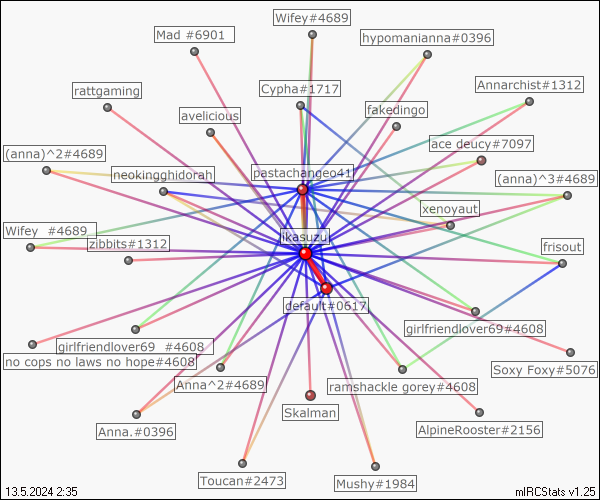 Wifey#4689
Mad #6901
hypomanianna#0396
rattgaming
Cypha#1717
Annarchist#1312
avelicious
fakedingo
ace deucy#7097
(anna)^2#4689
neokingghidorah
pastachangeo41
(anna)^3#4689
xenoyaut
Wifey #4689
zibbits#1312
likasuzu
frisout
default#0617
girlfriendlover69 #4608
girlfriendlover69#4608
no cops no laws no hope#4608
Soxy Foxy#5076
Anna^2#4689
ramshackle gorey#4608
Skalman
Anna.#0396
AlpineRooster#2156
Toucan#2473
Mushy#1984
13.5.2024 2:35
mIRCStats v1.25